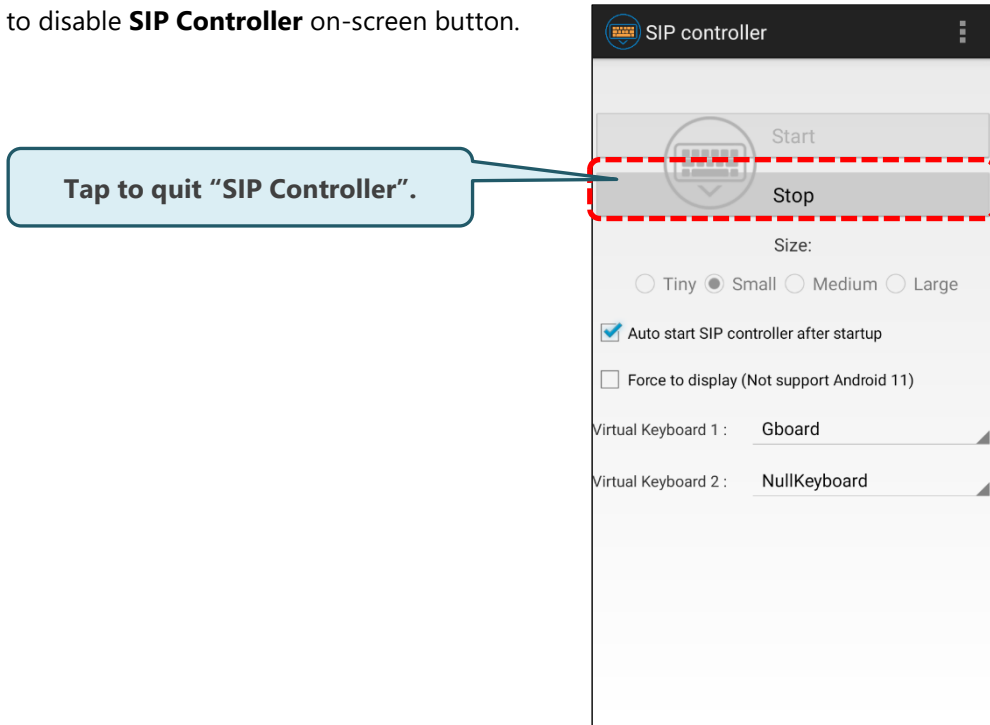 to disable SIP Controller on-screen button.
SIP controller
Start
Tap to quit “SIP Controller”.
Stop
Size:
Tiny Small Medium Large
Auto start SIP controller after startup
Force to display (Not support Android 11)
Virtual Keyboard 1 : Gboard
Virtual Keyboard 2 : NullKeyboard